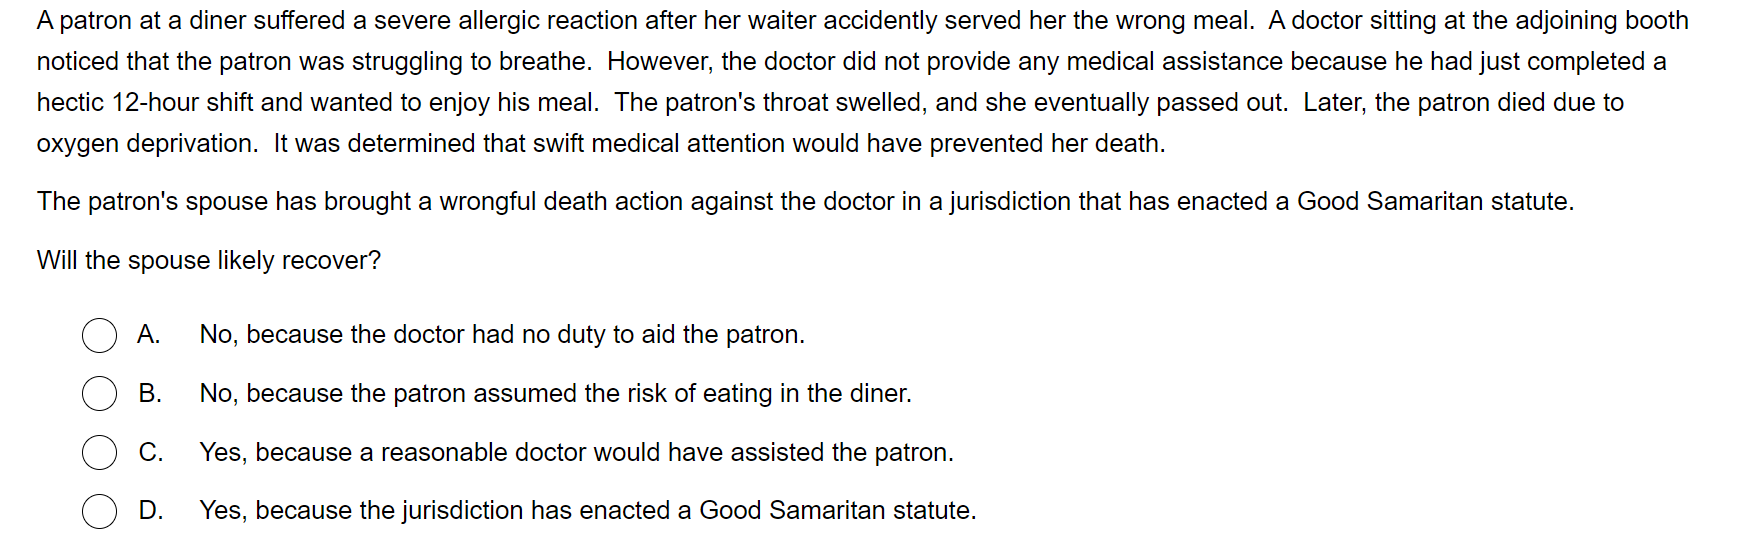 A patron at a diner suffered a severe allergic reaction after her waiter accidently served her the wrong meal.  A doctor sitting at the adjoining booth
noticed that the patron was struggling to breathe.  However, the doctor did not provide any medical assistance because he had just completed a
hectic 12-hour shift and wanted to enjoy his meal.  The patron's throat swelled, and she eventually passed out.  Later, the patron died due to
oxygen deprivation.  It was determined that swift medical attention would have prevented her death.
The patron's spouse has brought a wrongful death action against the doctor in a jurisdiction that has enacted a Good Samaritan statute.
Will the spouse likely recover?
A. No, because the doctor had no duty to aid the patron.
B. No, because the patron assumed the risk of eating in the diner.
C. Yes, because a reasonable doctor would have assisted the patron.
D. Yes, because the jurisdiction has enacted a Good Samaritan statute.